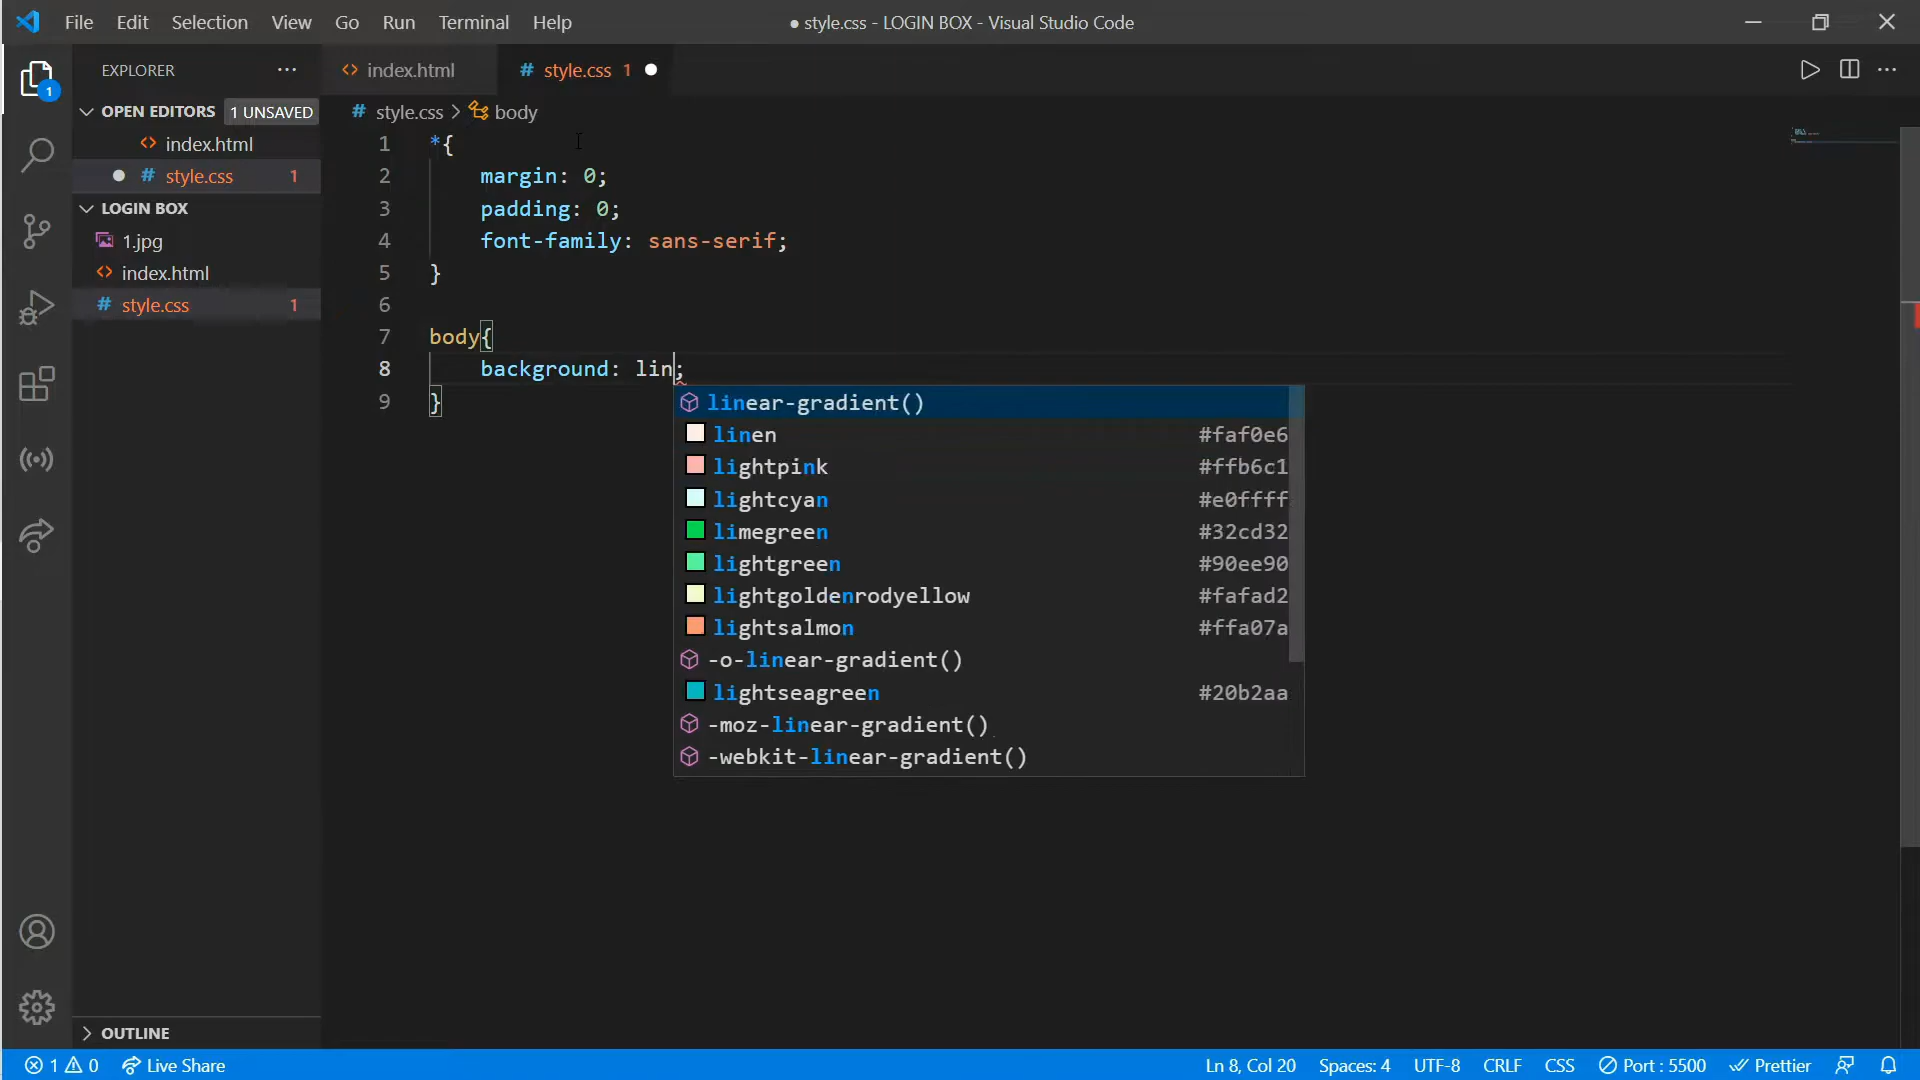 File Edit Selection View Go Run Terminal Help ● style.css - LOGIN BOX - Visual Studio Code
EXPLORER ···
index.html
# style.css 1 ●
1
OPEN EDITORS 1 UNSAVED
index.html
● # style.css 1
LOGIN BOX
1.jpg
index.html
# style.css 1
OUTLINE
# style.css > body
1 *{
2 margin: 0;
3 padding: 0;
4 font-family: sans-serif;
5 }
6
7 body{
8 background: lin;
9 }
linear-gradient()
linen #faf0e6
lightpink #ffb6c1
lightcyan #e0ffff
limegreen #32cd32
lightgreen #90ee90
lightgoldenrodyellow #fafad2
lightsalmon #ffa07a
-o-linear-gradient()
lightseagreen #20b2aa
-moz-linear-gradient()
-webkit-linear-gradient()
1 0 Live Share Ln 8, Col 20 Spaces: 4 UTF-8 CRLF CSS Port : 5500 Prettier